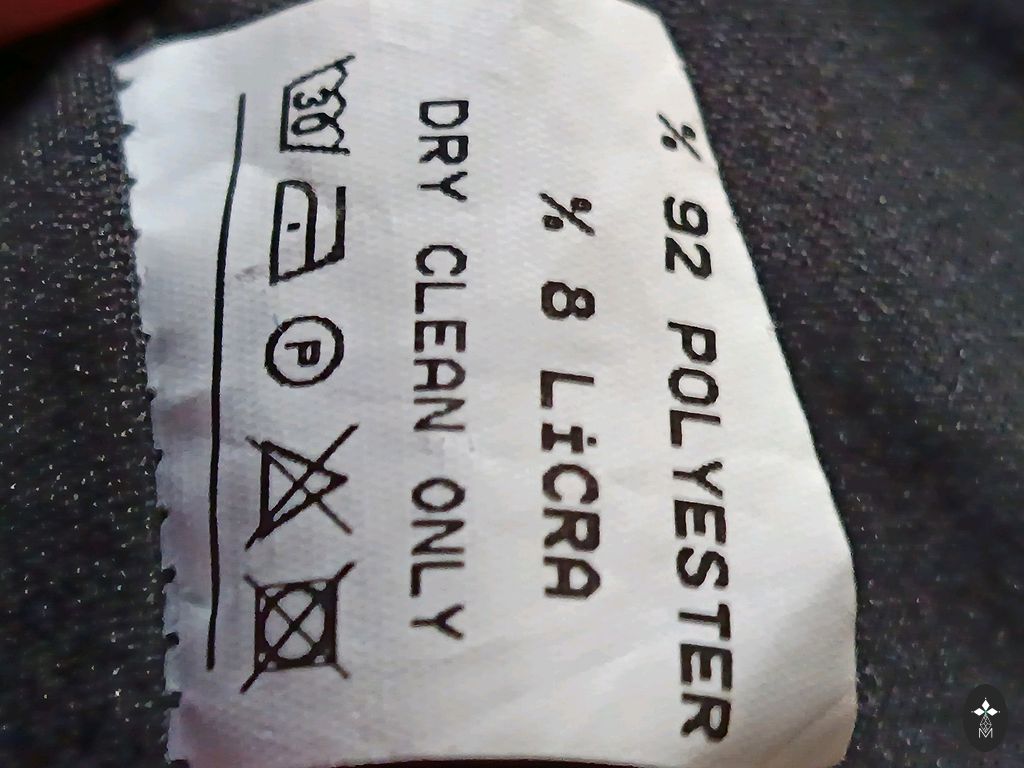 % 92 POLYESTER
% 8 LİCRA
DRY CLEAN ONLY
30 P
M